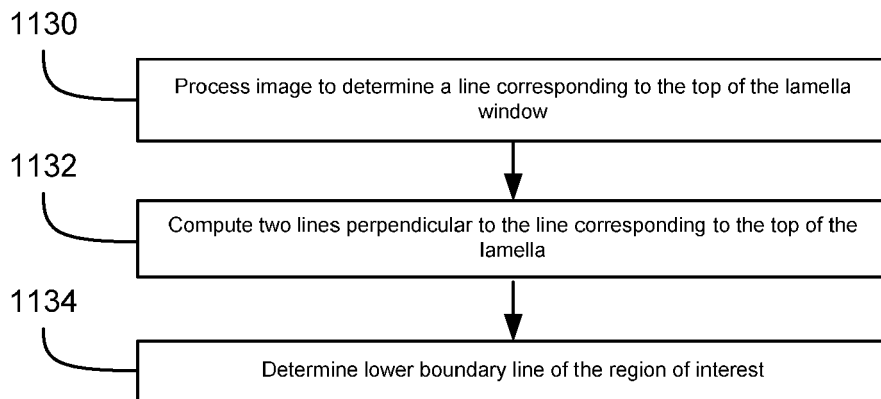 1130
Process image to determine a line corresponding to the top of the lamella
window
1132
Compute two lines perpendicular to the line corresponding to the top of the
lamella
1134
Determine lower boundary line of the region of interest